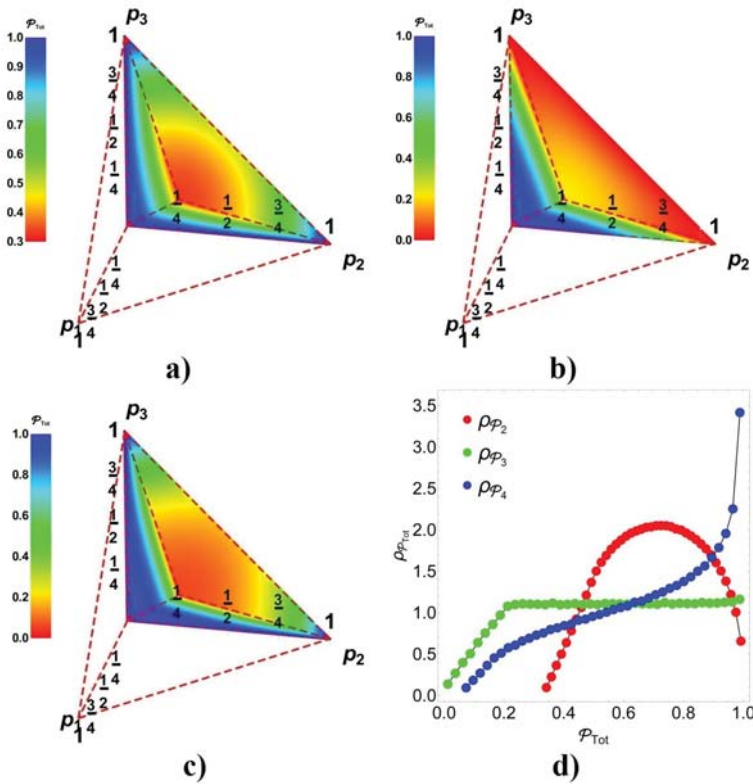 𝒫Tot
1.0
0.9
0.8
0.7
0.6
0.5
0.4
0.3
p3
1
3/4
1/2
1/4
1/4
1/2
3/4
1
p2
1/4
1/2
3/4
p1
1
a)
𝒫Tot
1.0
0.8
0.6
0.4
0.2
0.0
p3
1
3/4
1/2
1/4
1/4
1/2
3/4
1
p2
1/4
1/2
3/4
p1
1
b)
𝒫Tot
1.0
0.8
0.6
0.4
0.2
0.0
p3
1
3/4
1/2
1/4
1/4
1/2
3/4
1
p2
1/4
1/2
3/4
p1
1
c)
3.5
3.0
2.5
2.0
1.5
1.0
0.5
0.0
ρ𝒫Tot
ρ𝒫2
ρ𝒫3
ρ𝒫4
0.0 0.2 0.4 0.6 0.8 1.0
𝒫Tot
d)